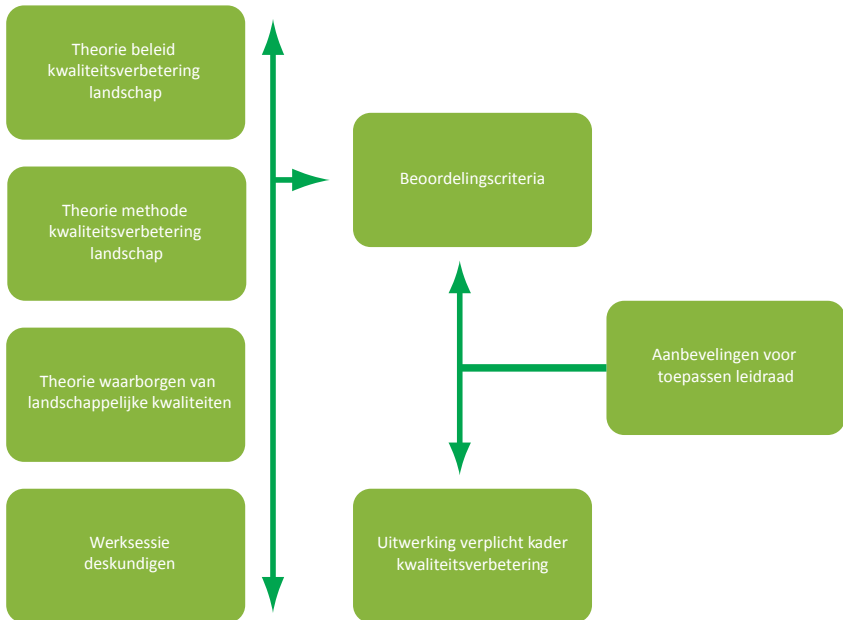 Theorie beleid
kwaliteitsverbetering
landschap
Theorie methode
kwaliteitsverbetering
landschap
Theorie waarborgen van
landschappelijke kwaliteiten
Werksessie
deskundigen
Beoordelingscriteria
Uitwerking verplicht kader
kwaliteitsverbetering
Aanbevelingen voor
toepassen leidraad